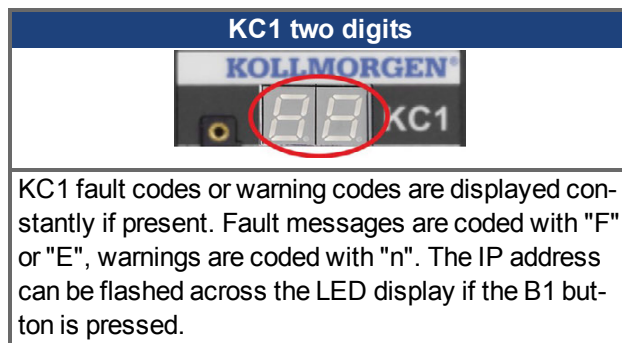 KC1 two digits
KOLLMORGEN®
KC1
KC1 fault codes or warning codes are displayed con-
stantly if present. Fault messages are coded with "F"
or "E", warnings are coded with "n". The IP address
can be flashed across the LED display if the B1 but-
ton is pressed.